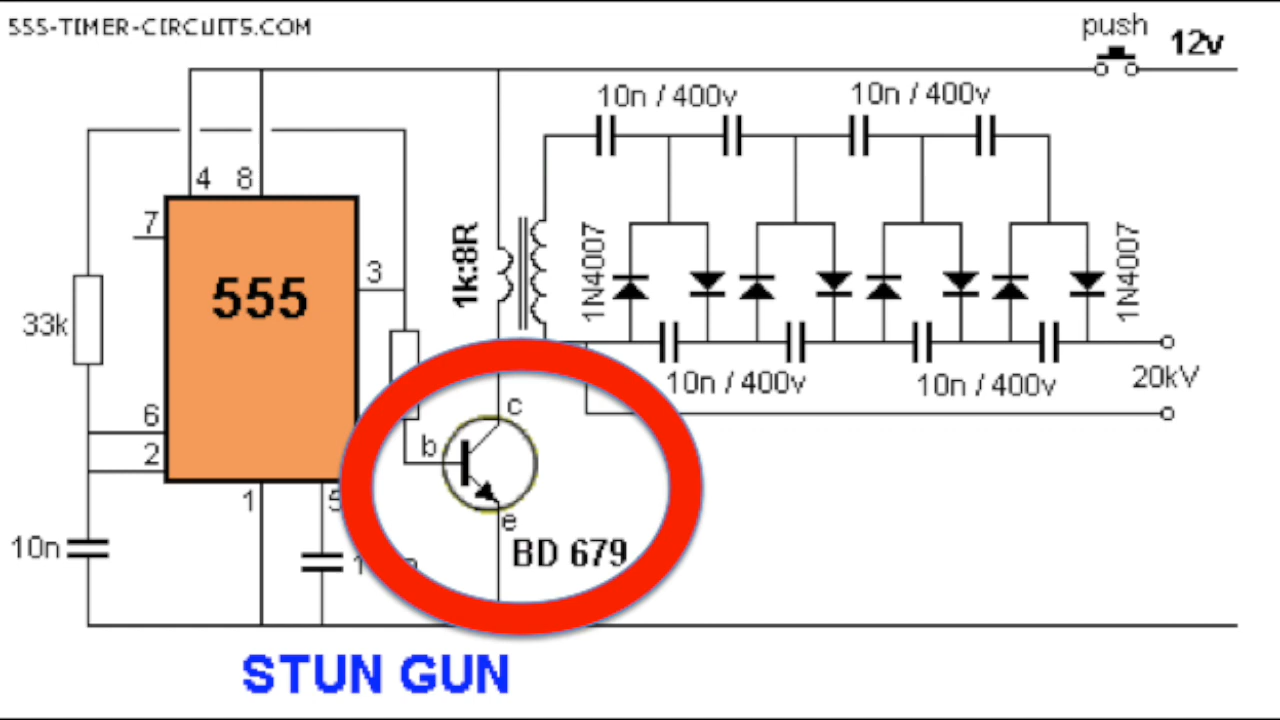 555-TIMER-CIRCUITS.COM
push
12v
10n / 400v
10n / 400v
4
8
7
3
555
1k:8R
1N4007
1N4007
33k
10n / 400v
10n / 400v
20kV
6
c
2
b
1
5
e
10n
BD 679
STUN GUN